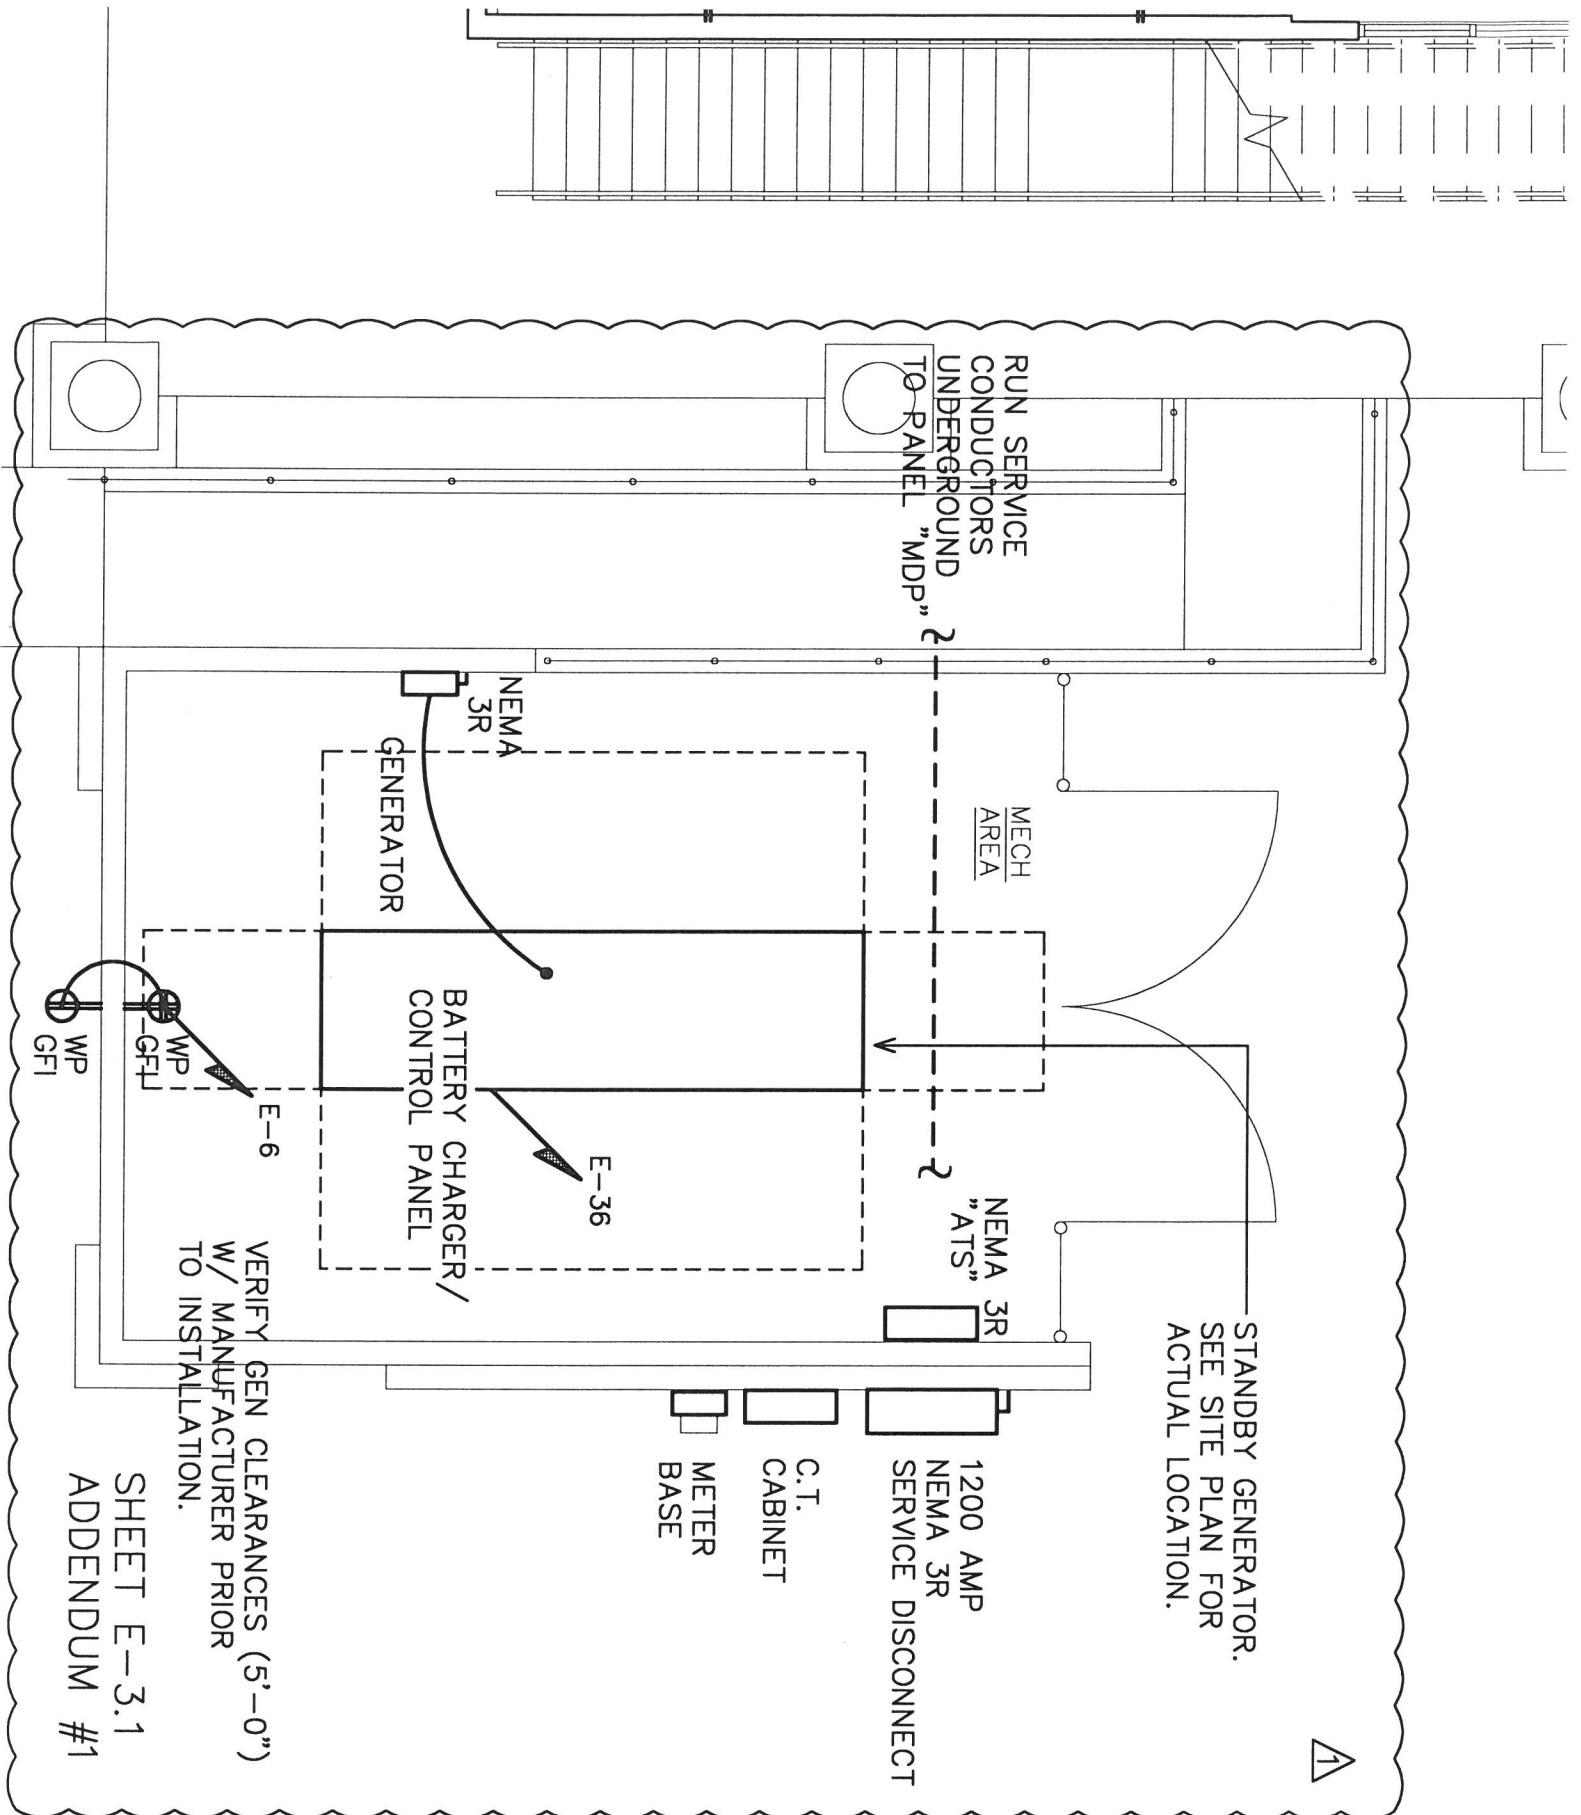 RUN SERVICE
CONDUCTORS
UNDERGROUND
TO PANEL "MDP"
STANDBY GENERATOR.
SEE SITE PLAN FOR
ACTUAL LOCATION.
1
MECH
AREA
NEMA 3R
"ATS"
1200 AMP
NEMA 3R
SERVICE DISCONNECT
C.T.
CABINET
METER
BASE
NEMA
3R
GENERATOR
BATTERY CHARGER/
CONTROL PANEL
E-36
E-6
WP
GFI
WP
GFI
VERIFY GEN CLEARANCES (5'-0")
W/ MANUFACTURER PRIOR
TO INSTALLATION.
SHEET E-3.1
ADDENDUM #1